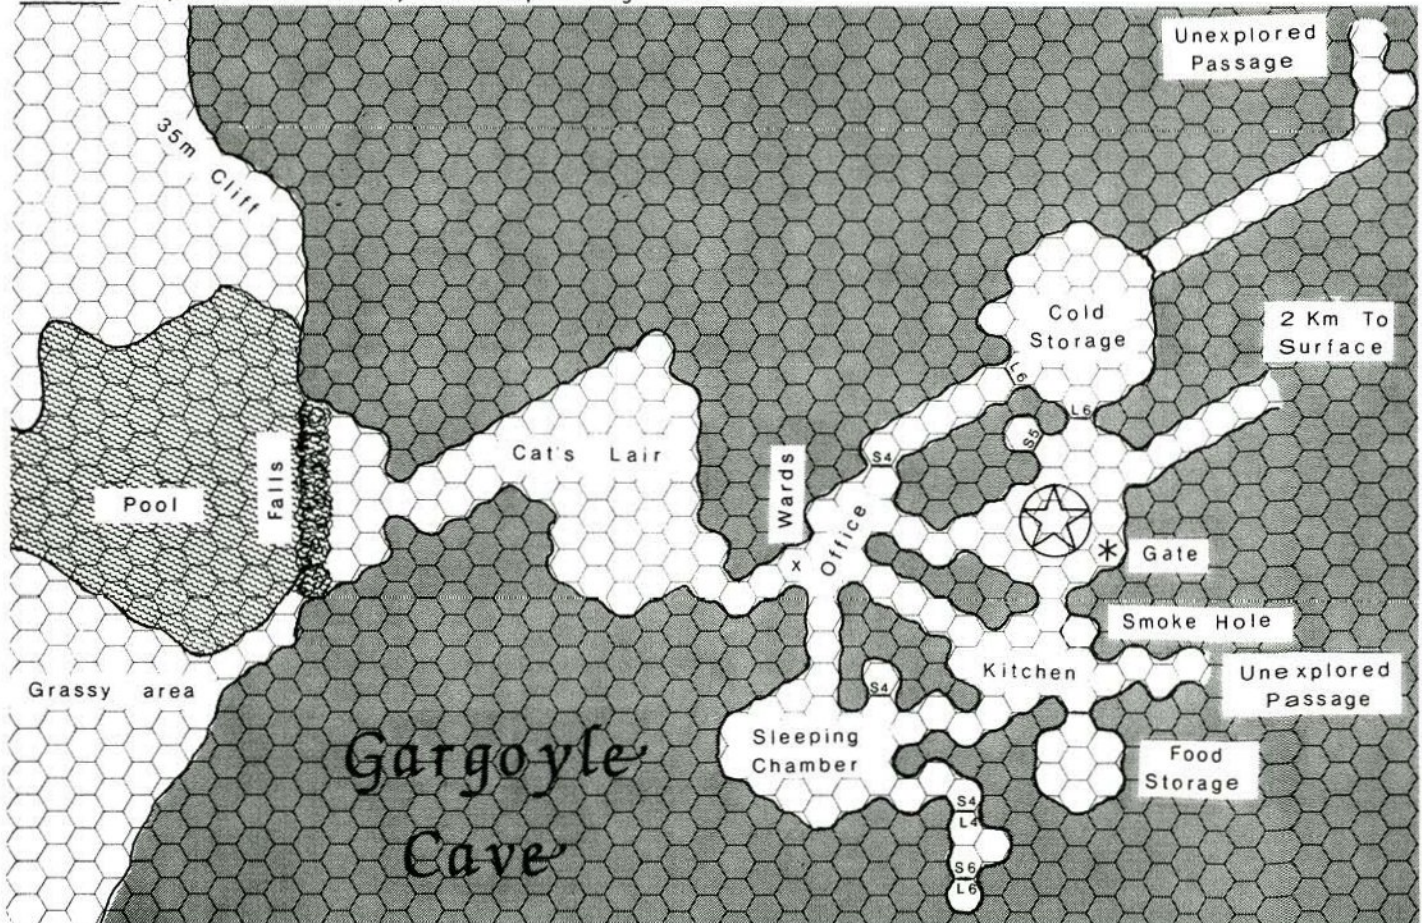 Unexplored
Passage
35m Cliff
Cold
Storage
2 Km To
Surface
L6
L6
S5
Cat's Lair
S4
Wards
Falls
Pool
Office
x
Gate
Smoke Hole
Kitchen
Unexplored
Passage
Grassy area
S4
Sleeping
Chamber
Food
Storage
Gargoyle
Cave
S4
L4
S6
L6